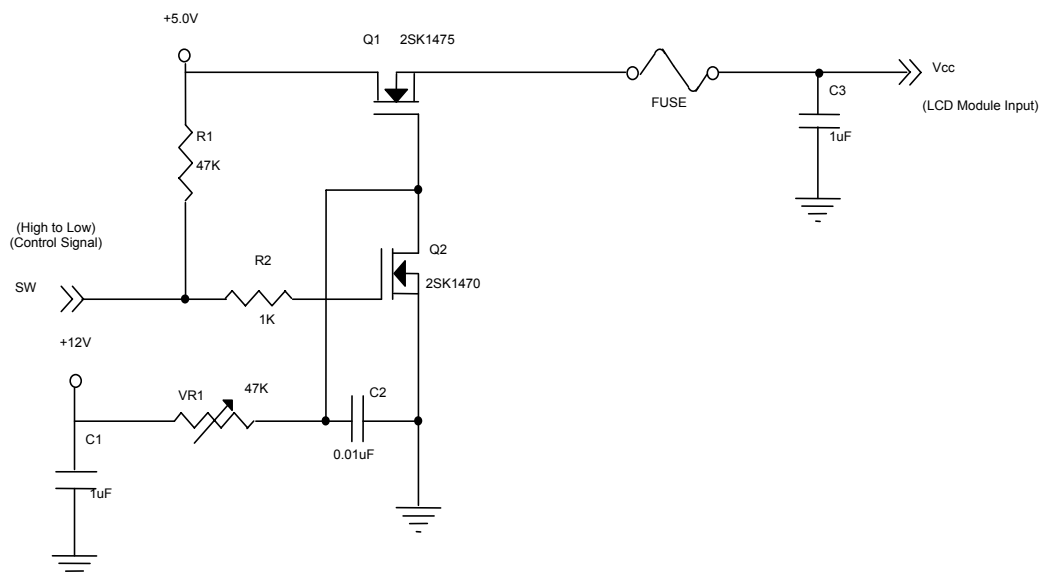 +5.0V
Q1 2SK1475
Vcc
(LCD Module Input)
C3
FUSE
1uF
R1
47K
(High to Low)
(Control Signal)
Q2
R2
SW
2SK1470
1K
+12V
VR1
47K
C2
C1
0.01uF
1uF